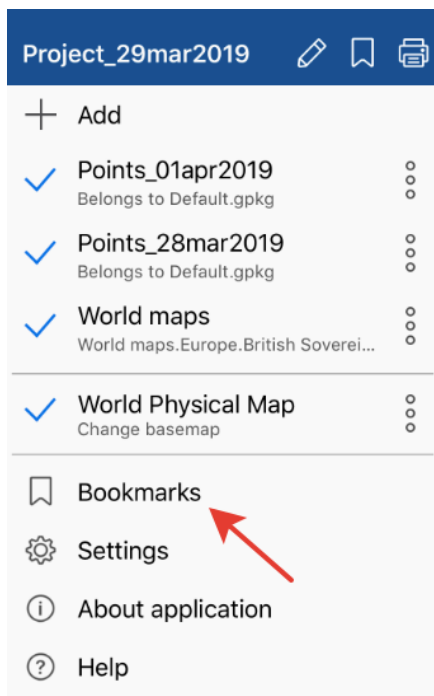 Project_29mar2019
Add
Points_01apr2019
Belongs to Default.gpkg
Points_28mar2019
Belongs to Default.gpkg
World maps
World maps.Europe.British Soverei...
World Physical Map
Change basemap
Bookmarks
Settings
About application
Help